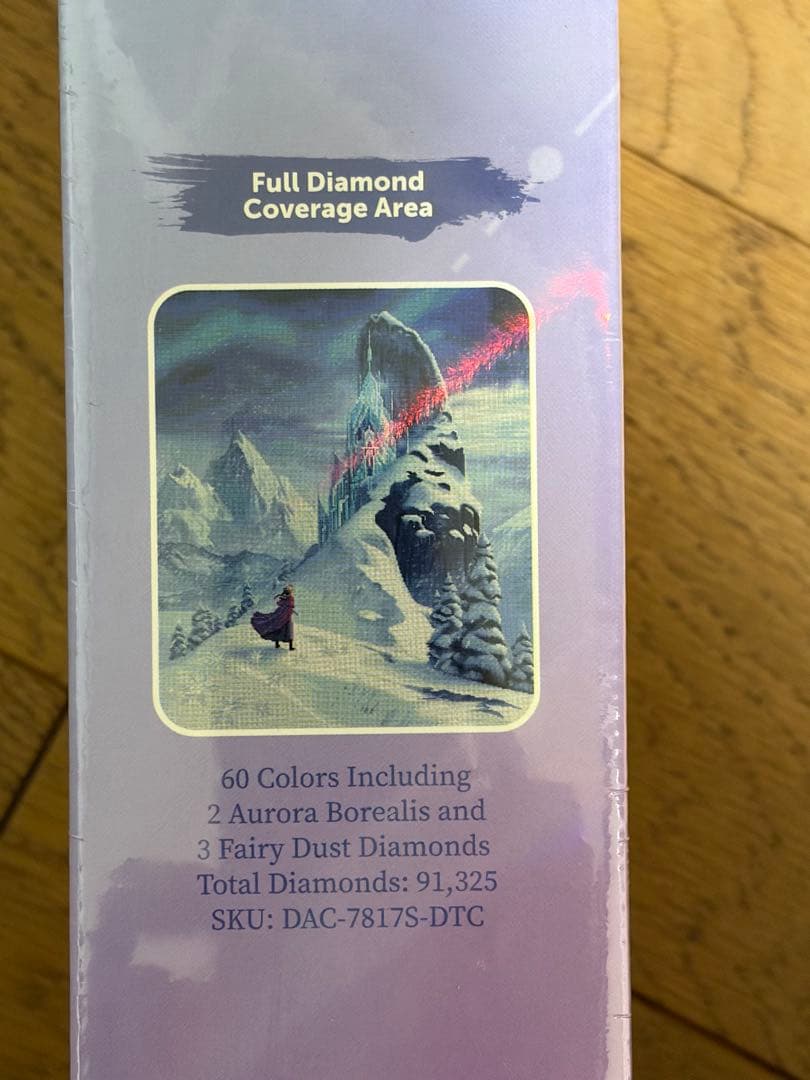 Full Diamond
Coverage Area
60 Colors Including
2 Aurora Borealis and
3 Fairy Dust Diamonds
Total Diamonds: 91,325
SKU: DAC-7817S-DTC